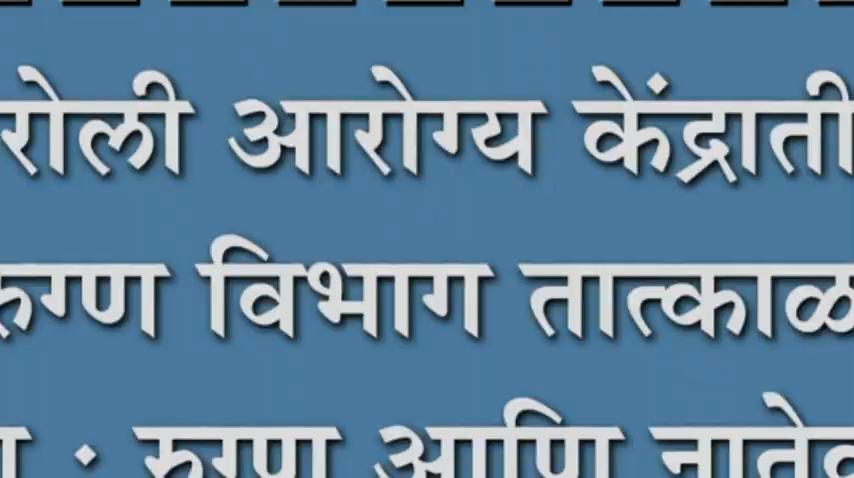 रोली आरोग्य केंद्राती
रुग्ण विभाग तात्काळ
: रुग्ण आणि नातेव